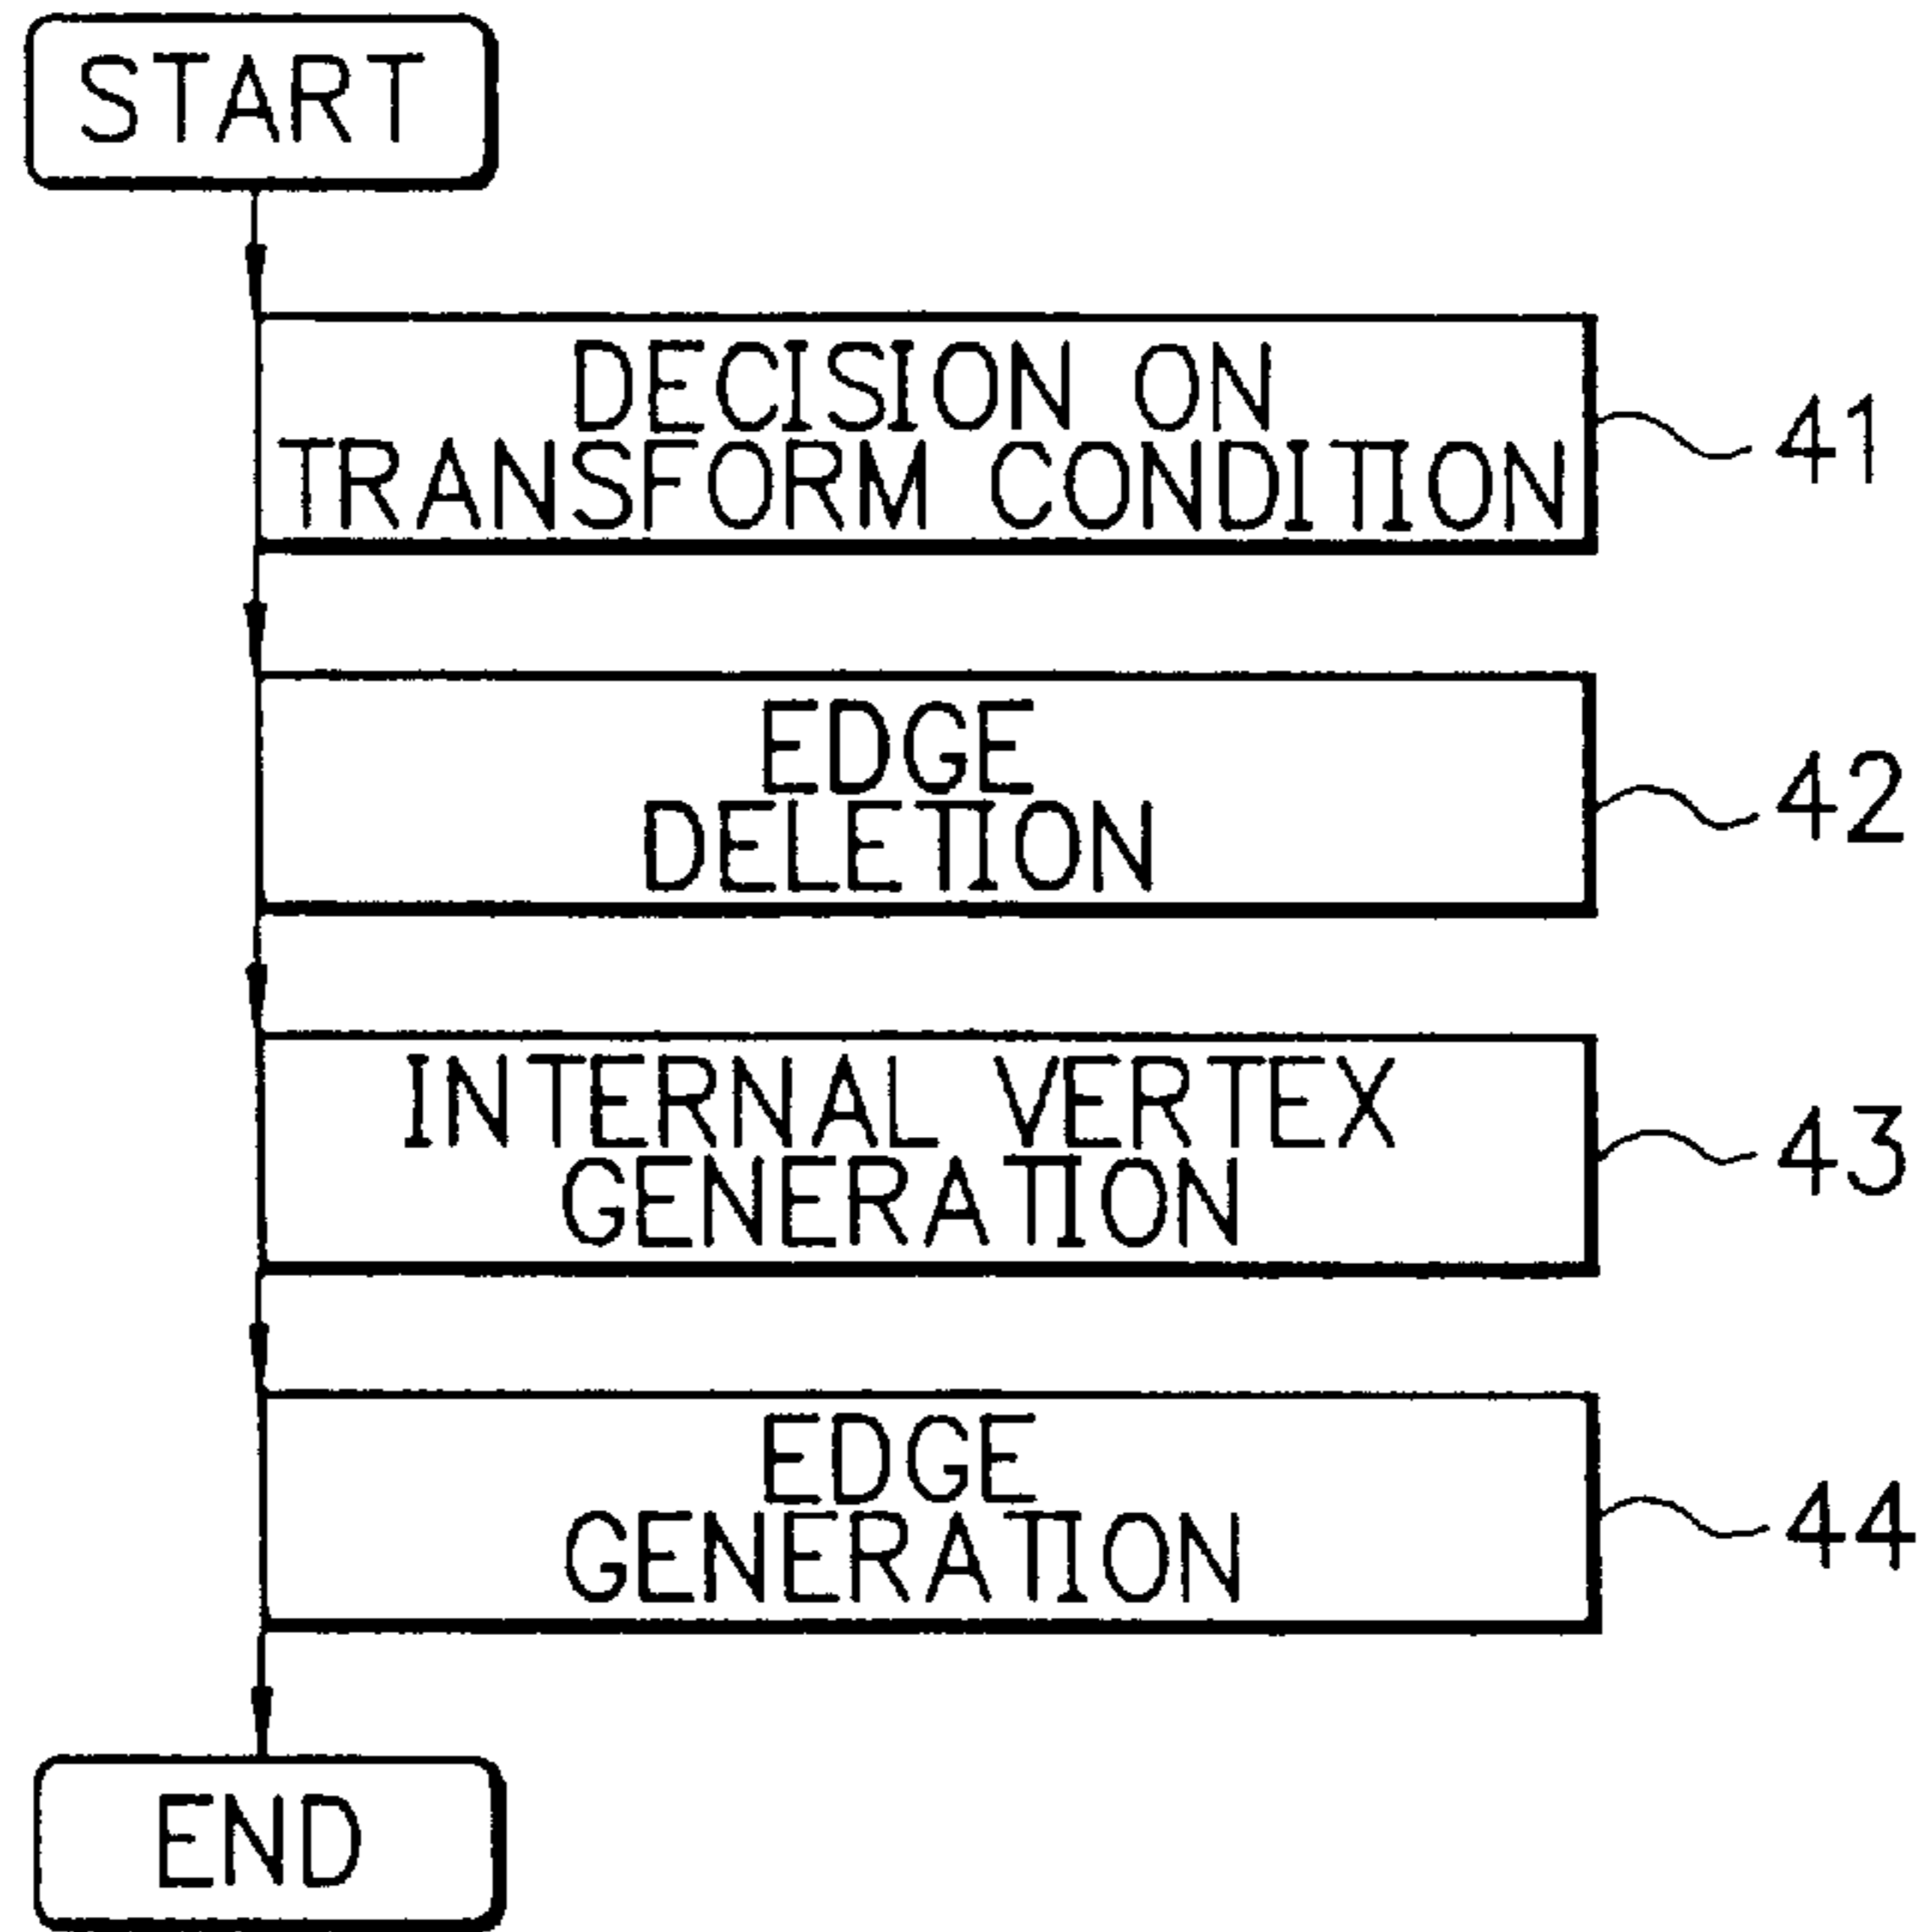 START
DECISION ON
TRANSFORM CONDITION
41
EDGE
DELETION
42
INTERNAL VERTEX
GENERATION
43
EDGE
GENERATION
44
END